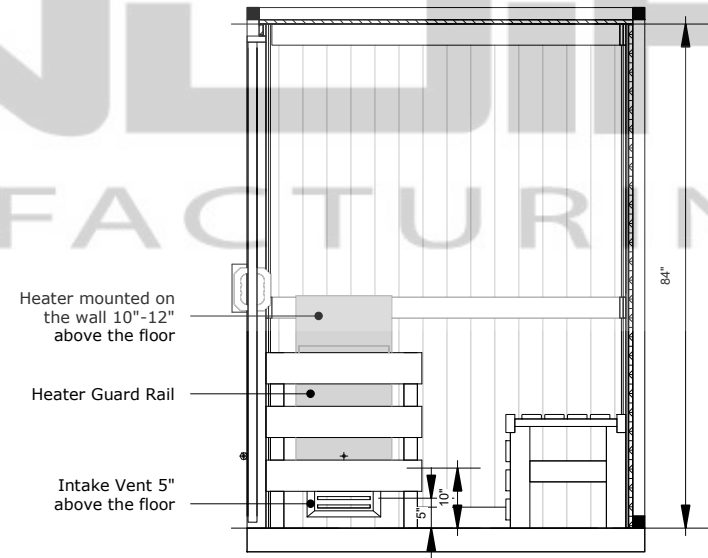 FACTURIN
84"
Heater mounted on
the wall 10"-12"
above the floor
Heater Guard Rail
Intake Vent 5"
above the floor
5"
10"